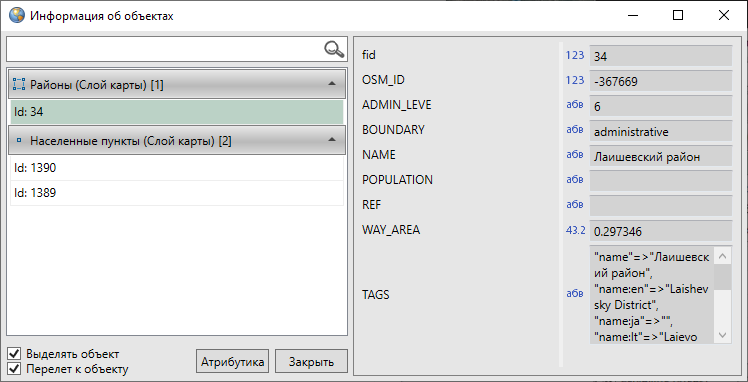 Информация об объектах
Районы (Слой карты) [1]
Id: 34
Населенные пункты (Слой карты) [2]
Id: 1390
Id: 1389
Выделять объект
Перелет к объекту
Атрибутика
Закрыть
fid 123 34
OSM_ID 123 -367669
ADMIN_LEVE абв 6
BOUNDARY абв administrative
NAME абв Лаишевский район
POPULATION абв
REF абв
WAY_AREA 43.2 0.297346
TAGS абв
"name"=>"Лаишевск
ий район",
"name:en"=>"Laishev
sky District",
"name:ja"=>"",
"name:lt"=>"Laievo